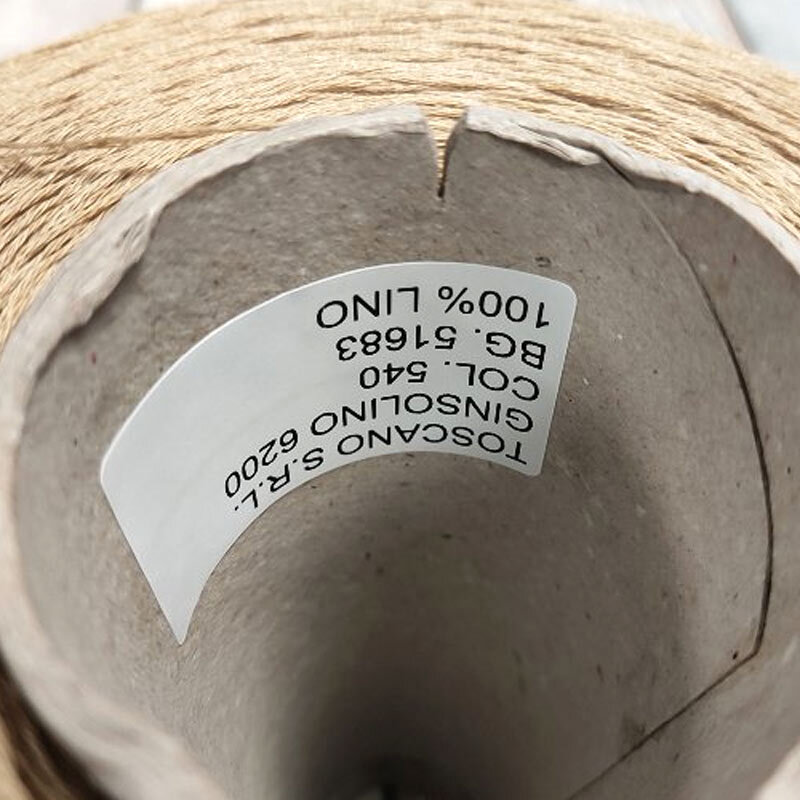 TOSCANO S.R.L.
GINSOLINO 6200
COL. 540
BG. 51683
100% LINO